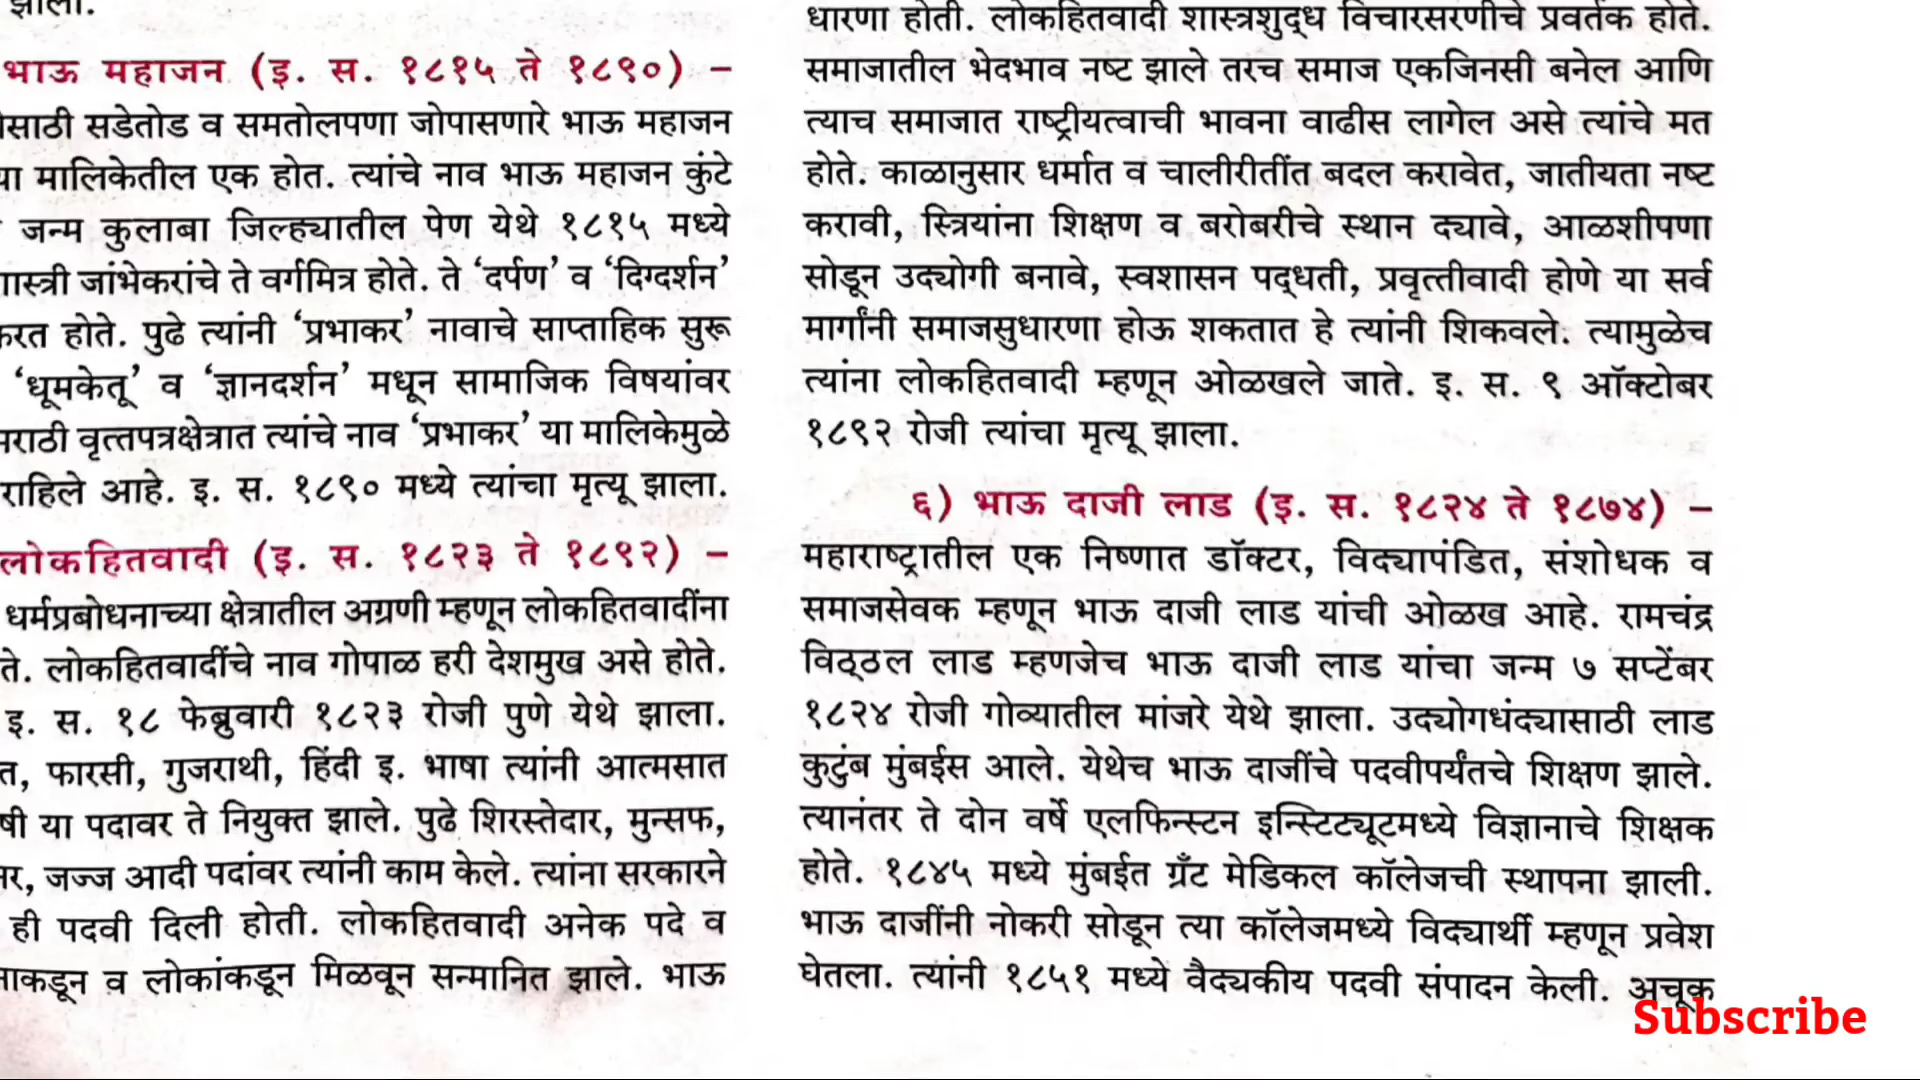 झाला.
भाऊ महाजन (इ. स. १८१५ ते १८९०) –
सडेतोड व समतोलपणा जोपासणारे भाऊ महाजन
या मालिकेतील एक होत. त्यांचे नाव भाऊ महाजन कुंटे
जन्म कुलाबा जिल्ह्यातील पेण येथे १८१५ मध्ये
जांभेकरांचे ते वर्गमित्र होते. ते ‘दर्पण’ व ‘दिग्दर्शन’
होते. पुढे त्यांनी ‘प्रभाकर’ नावाचे साप्ताहिक सुरू
‘धूमकेतू’ व ‘ज्ञानदर्शन’ मधून सामाजिक विषयांवर
मराठी वृत्तपत्रक्षेत्रात त्यांचे नाव ‘प्रभाकर’ या मालिकेमुळे
राहिले आहे. इ. स. १८९० मध्ये त्यांचा मृत्यू झाला.
लोकहितवादी (इ. स. १८२३ ते १८९२) –
धर्मप्रबोधनाच्या क्षेत्रातील अग्रणी म्हणून लोकहितवादींना
लोकहितवादींचे नाव गोपाळ हरी देशमुख असे होते.
इ. स. १८ फेब्रुवारी १८२३ रोजी पुणे येथे झाला.
फारसी, गुजराथी, हिंदी इ. भाषा त्यांनी आत्मसात
या पदावर ते नियुक्त झाले. पुढे शिरस्तेदार, मुन्सफ,
जज्ज आदी पदांवर त्यांनी काम केले. त्यांना सरकारने
ही पदवी दिली होती. लोकहितवादी अनेक पदे व
व लोकांकडून मिळवून सन्मानित झाले. भाऊ
धारणा होती. लोकहितवादी शास्त्रशुद्ध विचारसरणीचे प्रवर्तक होते.
समाजातील भेदभाव नष्ट झाले तरच समाज एकजिनसी बनेल आणि
त्याच समाजात राष्ट्रीयत्वाची भावना वाढीस लागेल असे त्यांचे मत
होते. काळानुसार धर्मात व चालीरीतींत बदल करावेत, जातीयता नष्ट
करावी, स्त्रियांना शिक्षण व बरोबरीचे स्थान द्यावे, आळशीपणा
सोडून उद्योगी बनावे, स्वशासन पद्धती, प्रवृत्तीवादी होणे या सर्व
मार्गांनी समाजसुधारणा होऊ शकतात हे त्यांनी शिकवले. त्यामुळेच
त्यांना लोकहितवादी म्हणून ओळखले जाते. इ. स. ९ ऑक्टोबर
१८९२ रोजी त्यांचा मृत्यू झाला.
६) भाऊ दाजी लाड (इ. स. १८२४ ते १८७४) –
महाराष्ट्रातील एक निष्णात डॉक्टर, विद्यापंडित, संशोधक व
समाजसेवक म्हणून भाऊ दाजी लाड यांची ओळख आहे. रामचंद्र
विठ्ठल लाड म्हणजेच भाऊ दाजी लाड यांचा जन्म ७ सप्टेंबर
१८२४ रोजी गोव्यातील मांजरे येथे झाला. उद्योगधंद्यासाठी लाड
कुटुंब मुंबईस आले. येथेच भाऊ दाजींचे पदवीपर्यंतचे शिक्षण झाले.
त्यानंतर ते दोन वर्षे एलफिन्स्टन इन्स्टिट्यूटमध्ये विज्ञानाचे शिक्षक
होते. १८४५ मध्ये मुंबईत ग्रँट मेडिकल कॉलेजची स्थापना झाली.
भाऊ दाजींनी नोकरी सोडून त्या कॉलेजमध्ये विद्यार्थी म्हणून प्रवेश
घेतला. त्यांनी १८५१ मध्ये वैद्यकीय पदवी संपादन केली. अचूक
Subscribe